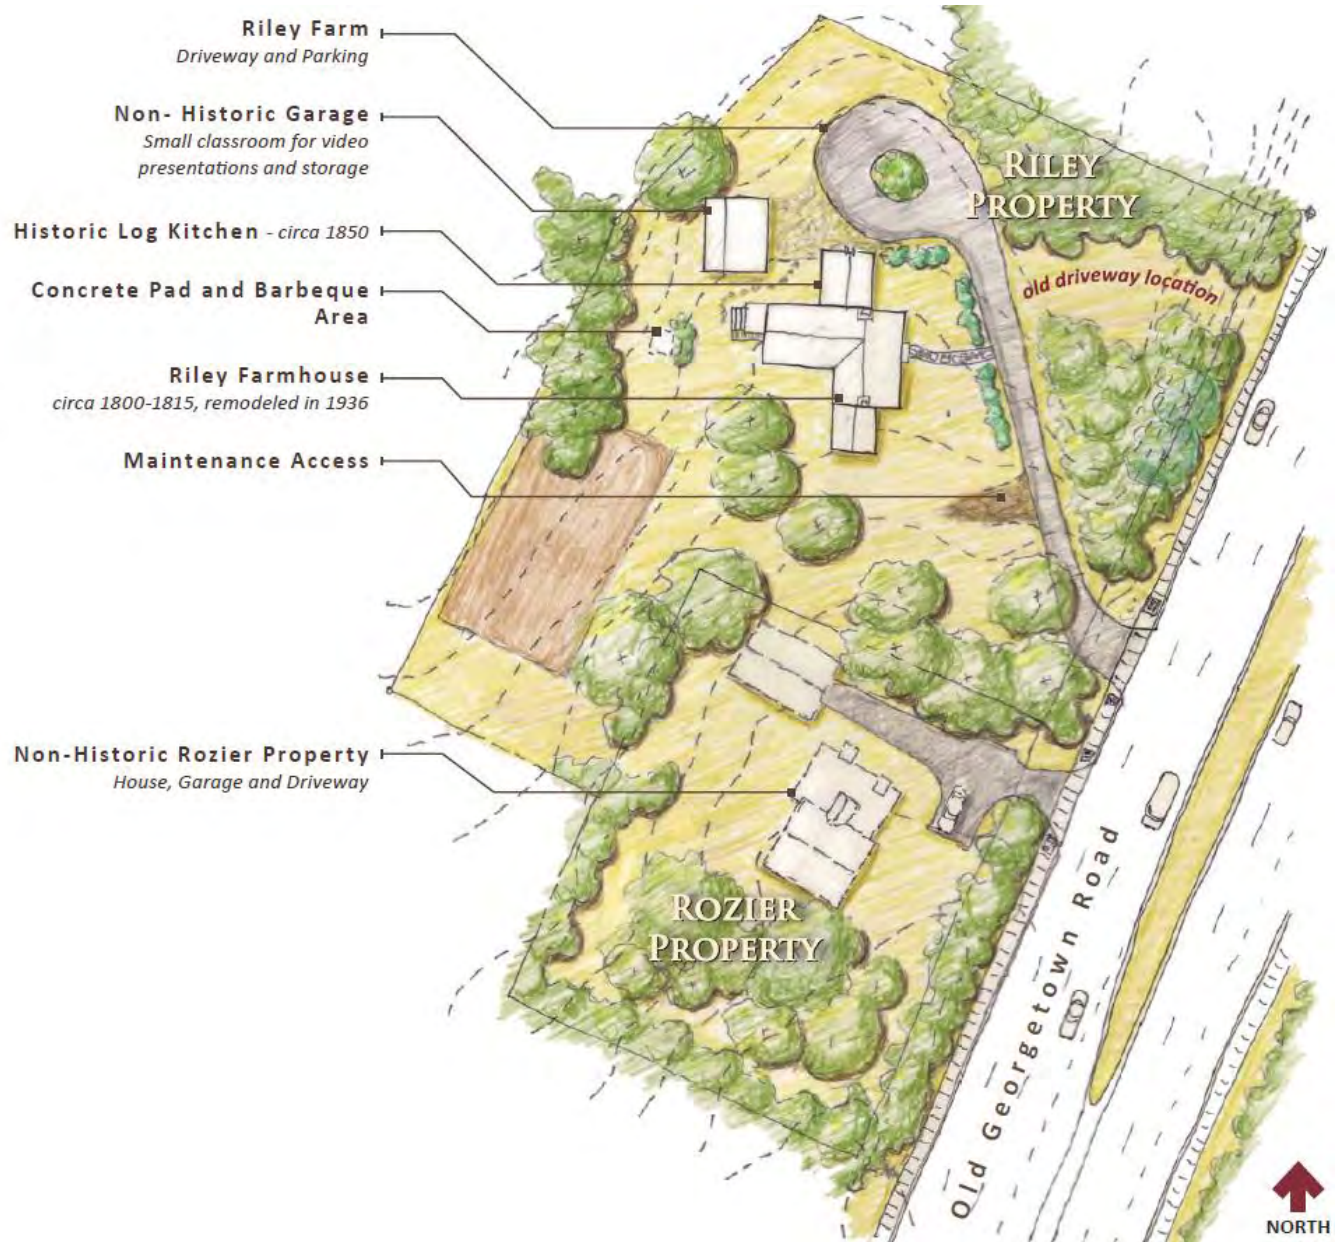 Riley Farm
Driveway and Parking
Non- Historic Garage
Small classroom for video
presentations and storage
Historic Log Kitchen - circa 1850
Concrete Pad and Barbeque
Area
Riley Farmhouse
circa 1800-1815, remodeled in 1936
Maintenance Access
Non-Historic Rozier Property
House, Garage and Driveway
RILEY
PROPERTY
old driveway location
ROZIER
PROPERTY
Old Georgetown Road
NORTH